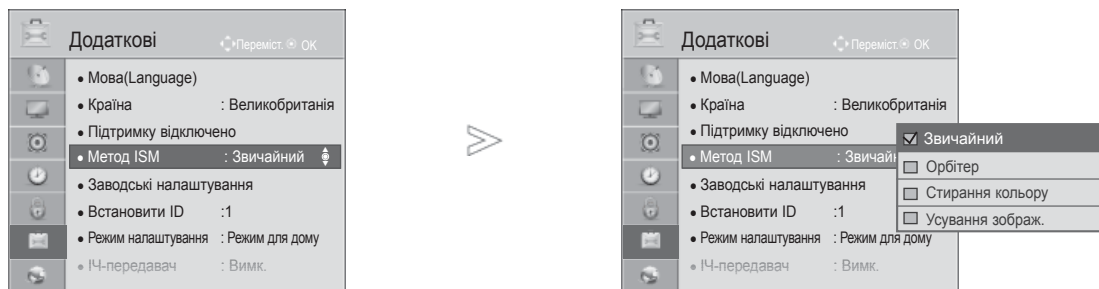 Додаткові
Переміст. OK
• Мова(Language)
• Країна : Великобританія
• Підтримку відключено
• Метод ISM : Звичайний
• Заводські налаштування
• Встановити ID :1
• Режим налаштування : Режим для дому
• ІЧ-передавач : Вимк.
Додаткові
Переміст. OK
• Мова(Language)
• Країна : Великобританія
• Підтримку відключено
• Метод ISM : Звичай
• Заводські налаштування
• Встановити ID :1
• Режим налаштування : Режим для дому
• ІЧ-передавач : Вимк.
Звичайний
Орбітер
Стирання кольору
Усування зображ.